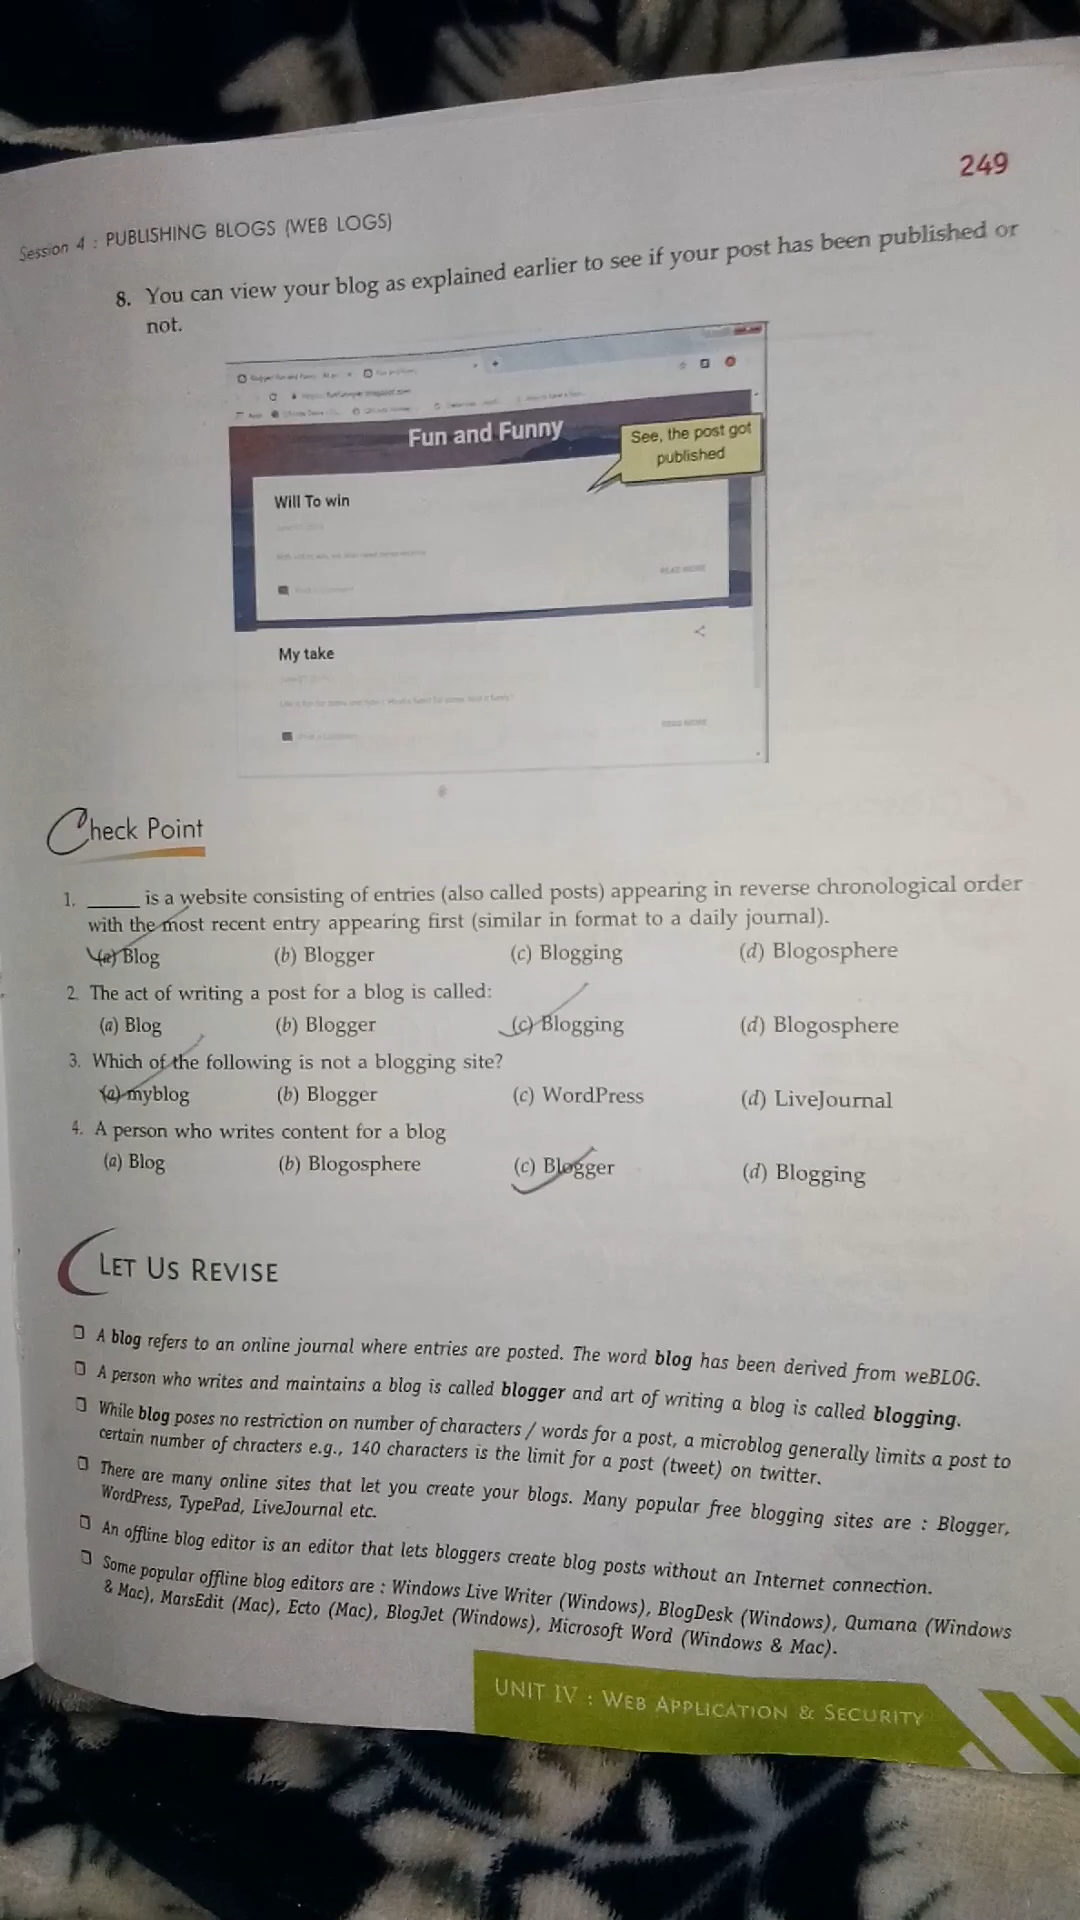 249
Session 4 : PUBLISHING BLOGS (WEB LOGS)
8. You can view your blog as explained earlier to see if your post has been published or
not.
Fun and Funny
See, the post got
published
Will To win
READ MORE
My take
READ MORE
Check Point
1. _____ is a website consisting of entries (also called posts) appearing in reverse chronological order
with the most recent entry appearing first (similar in format to a daily journal).
(a) Blog (b) Blogger (c) Blogging (d) Blogosphere
2. The act of writing a post for a blog is called:
(a) Blog (b) Blogger (c) Blogging (d) Blogosphere
3. Which of the following is not a blogging site?
(a) myblog (b) Blogger (c) WordPress (d) LiveJournal
4. A person who writes content for a blog
(a) Blog (b) Blogosphere (c) Blogger (d) Blogging
LET US REVISE
❒ A blog refers to an online journal where entries are posted. The word blog has been derived from weBLOG.
❒ A person who writes and maintains a blog is called blogger and art of writing a blog is called blogging.
❒ While blog poses no restriction on number of characters / words for a post, a microblog generally limits a post to
certain number of chracters e.g., 140 characters is the limit for a post (tweet) on twitter.
❒ There are many online sites that let you create your blogs. Many popular free blogging sites are : Blogger,
WordPress, TypePad, LiveJournal etc.
❒ An offline blog editor is an editor that lets bloggers create blog posts without an Internet connection.
❒ Some popular offline blog editors are : Windows Live Writer (Windows), BlogDesk (Windows), Qumana (Windows
& Mac), MarsEdit (Mac), Ecto (Mac), BlogJet (Windows), Microsoft Word (Windows & Mac).
UNIT IV : WEB APPLICATION & SECURITY